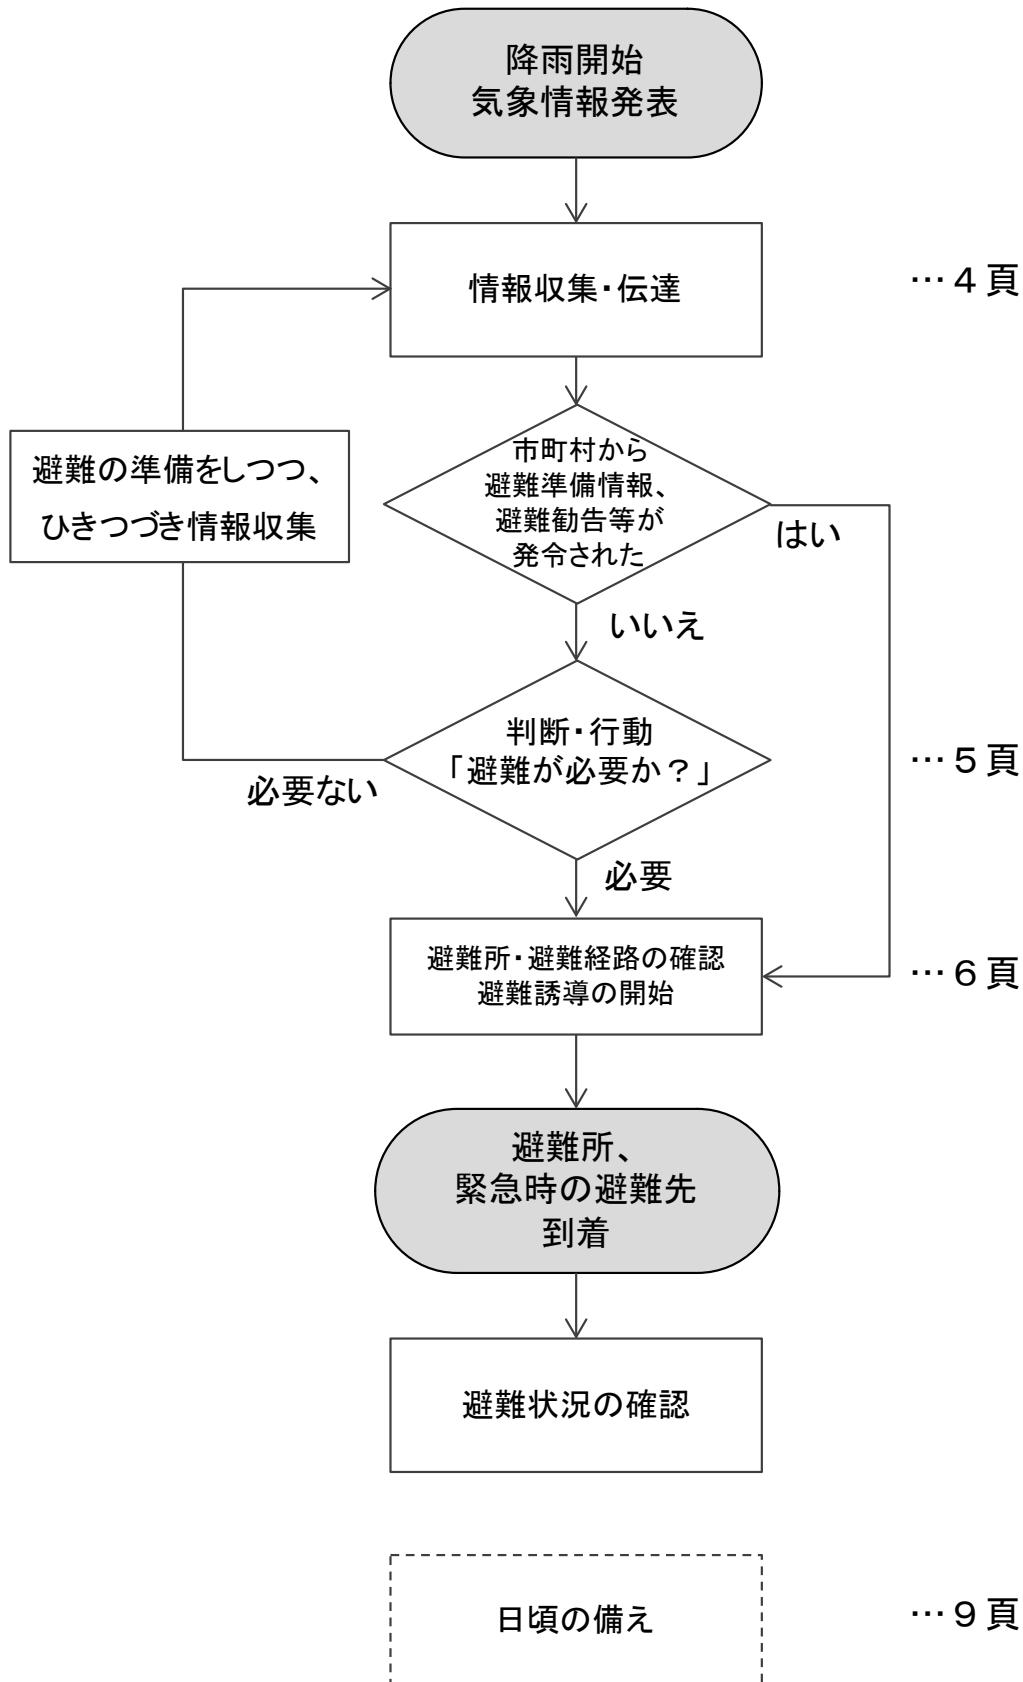 降雨開始
気象情報発表
情報収集・伝達
…４頁
避難の準備をしつつ、
ひきつづき情報収集
市町村から
避難準備情報、
避難勧告等が
発令された
はい
いいえ
判断・行動
「避難が必要か？」
…５頁
必要ない
必要
避難所・避難経路の確認
避難誘導の開始
…６頁
避難所、
緊急時の避難先
到着
避難状況の確認
日頃の備え
…９頁